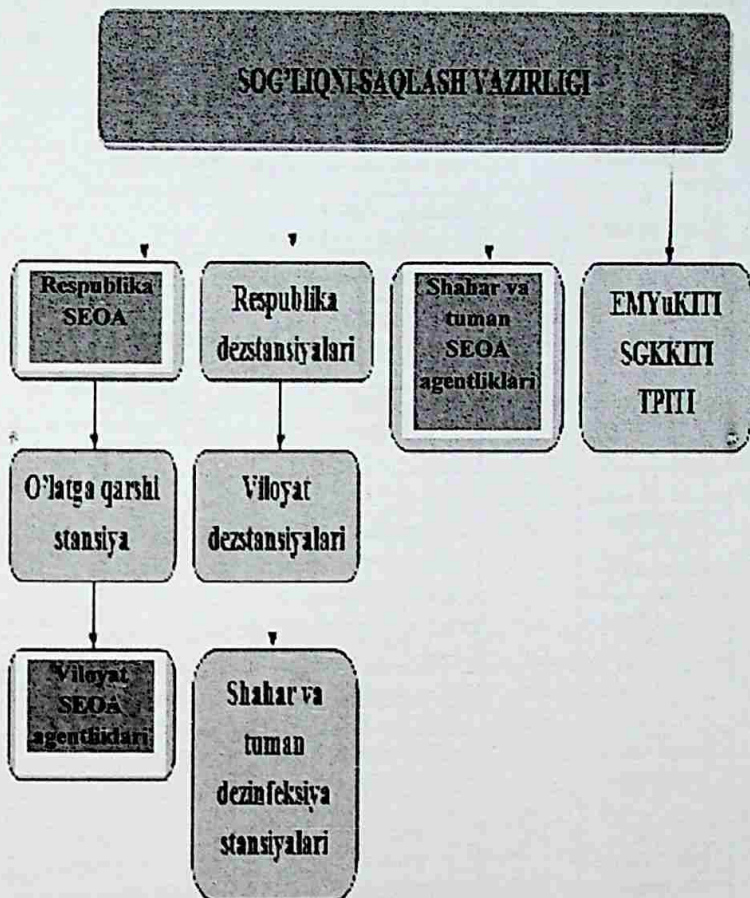 SOG'LIQNI SAQLASH VAZIRLIGI
Respublika
SEOA
Respublika
dezstansiyalari
Shahar va
tuman
SEOA
agentliklari
EMYuKITI
SGKKITI
TPITI
O'latga qarshi
stansiya
Viloyat
dezstansiyalari
Viloyat
SEOA
agentliklari
Shahar va
tuman
dezinfeksiya
stansiyalari